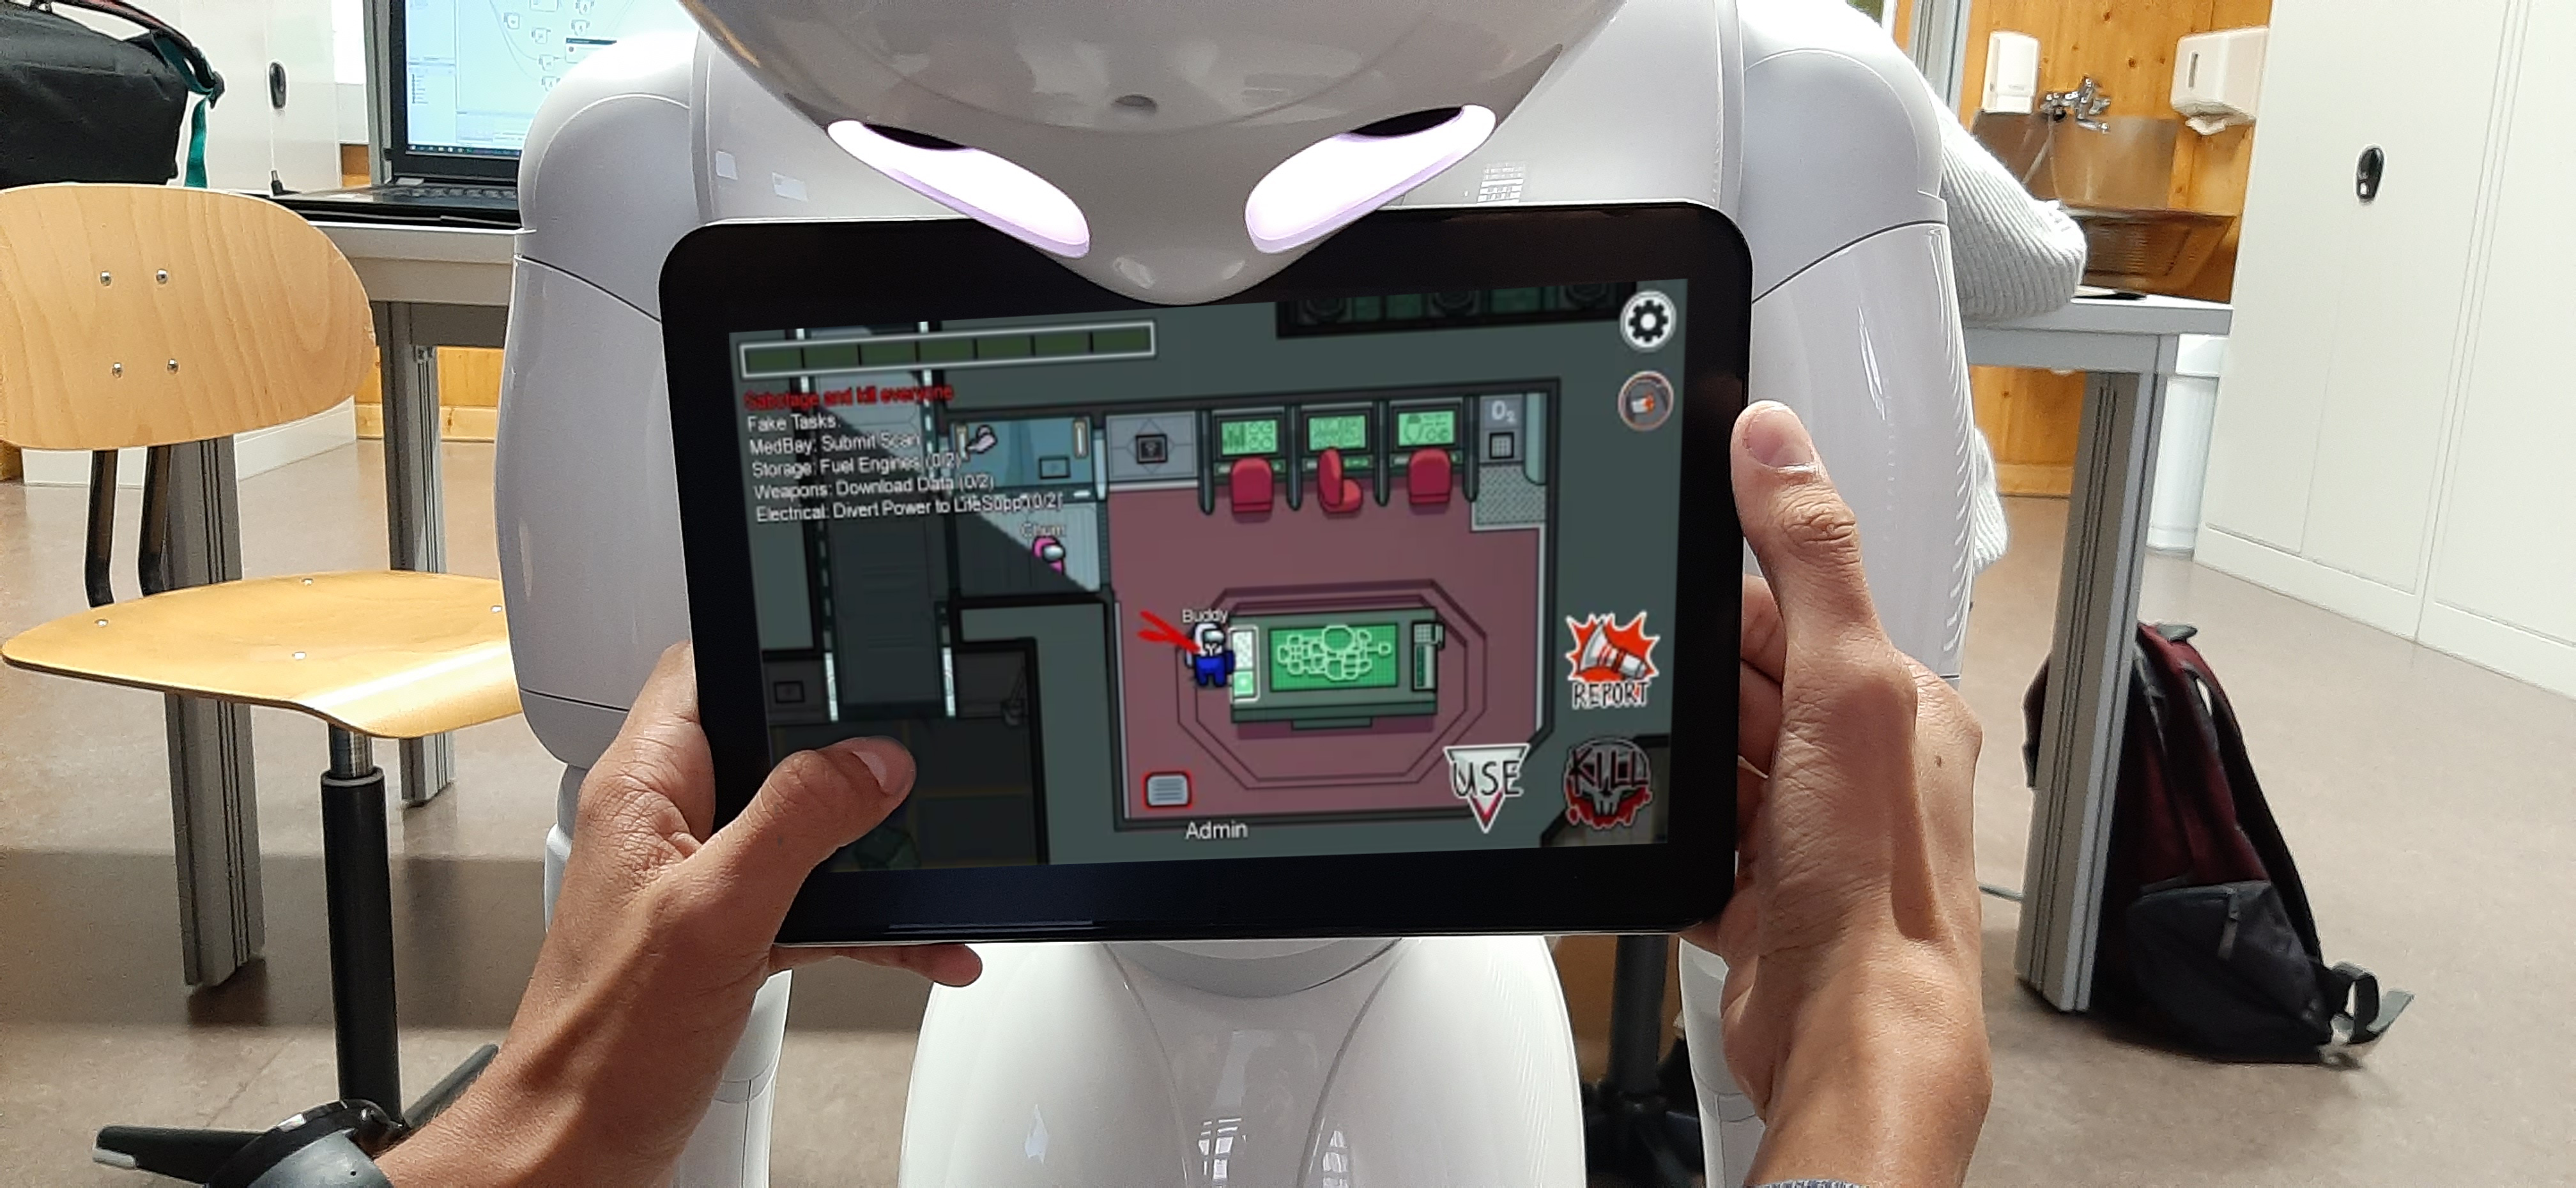 Sabotage and kill everyone
Fake Tasks:
MedBay: Submit Scan
Storage: Fuel Engines (0/2)
Weapons: Download Data (0/2)
Electrical: Divert Power to LifeSupp (0/2)
O₂
Chum
Buddy
REPORT
USE
KILL
Admin